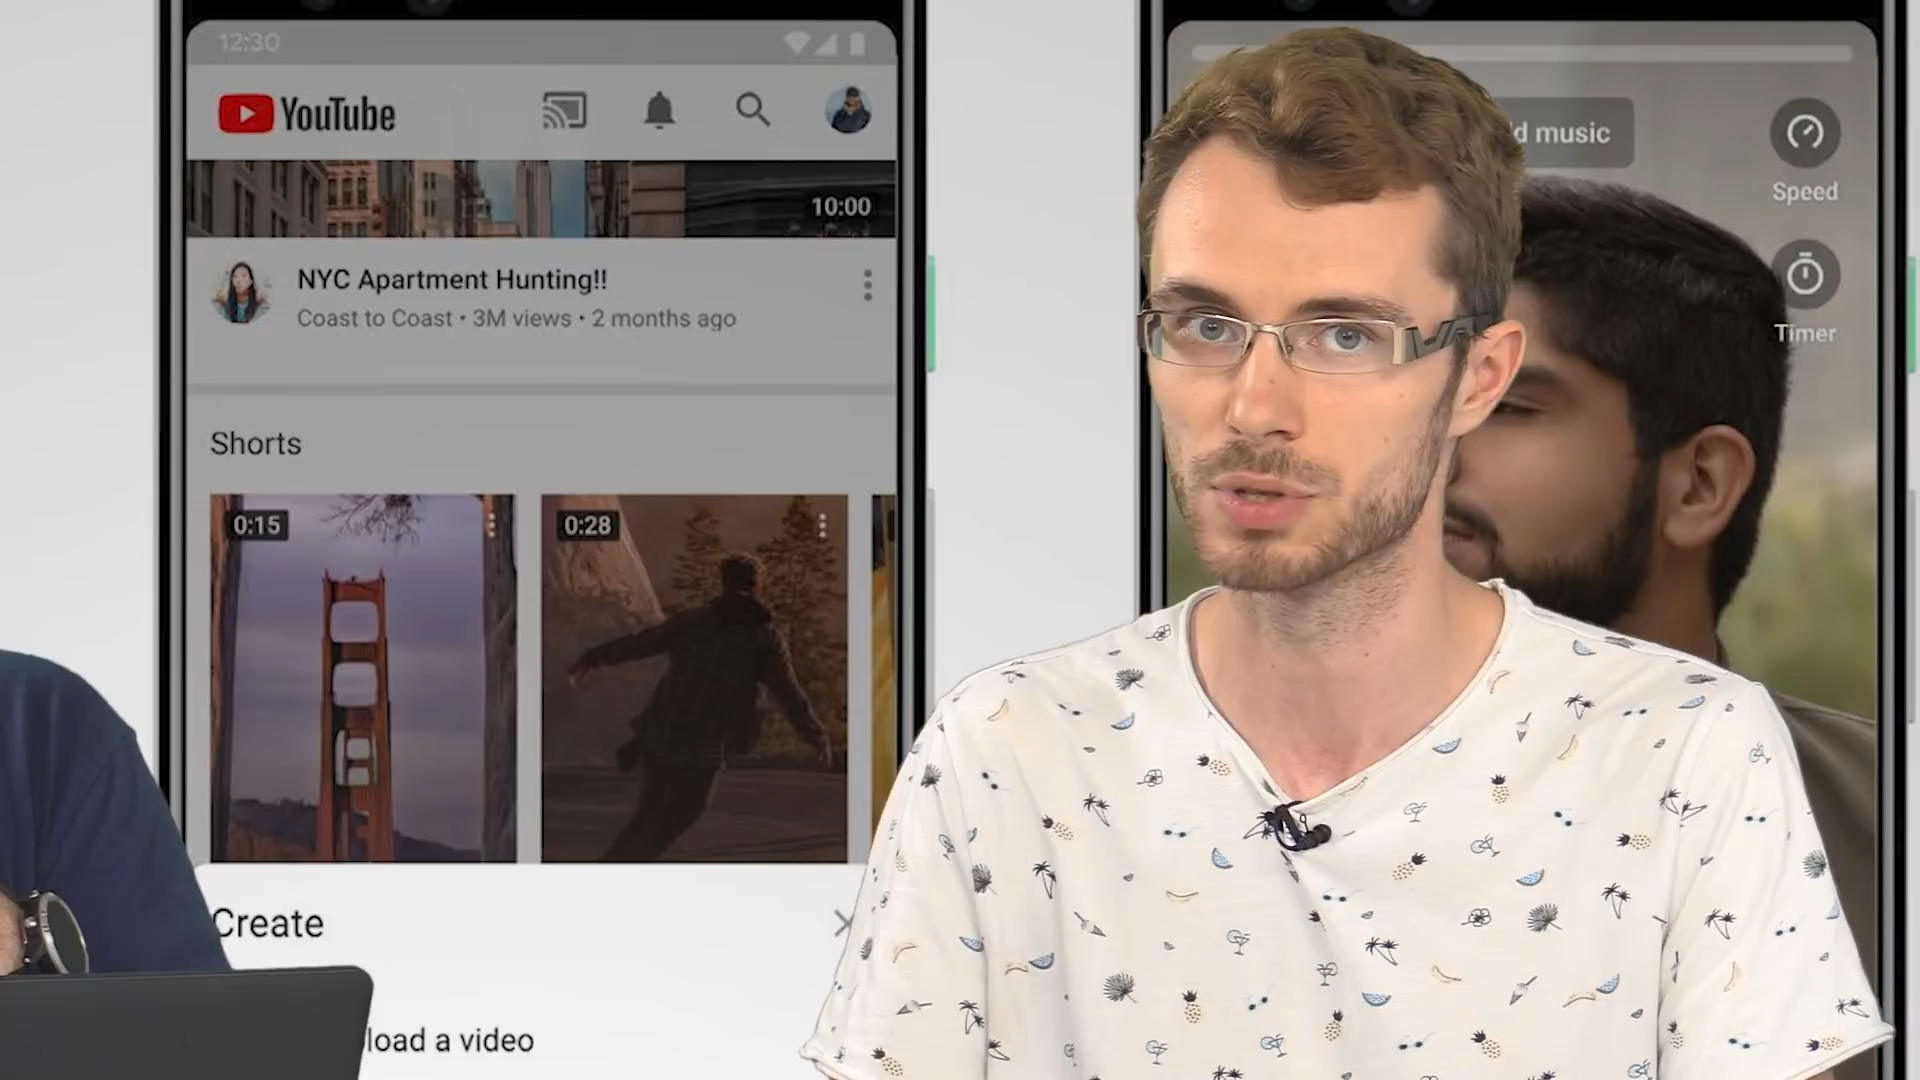 12:30
YouTube
10:00
NYC Apartment Hunting!!
Coast to Coast • 3M views • 2 months ago
Shorts
0:15
0:28
Create
load a video
d music
Speed
Timer